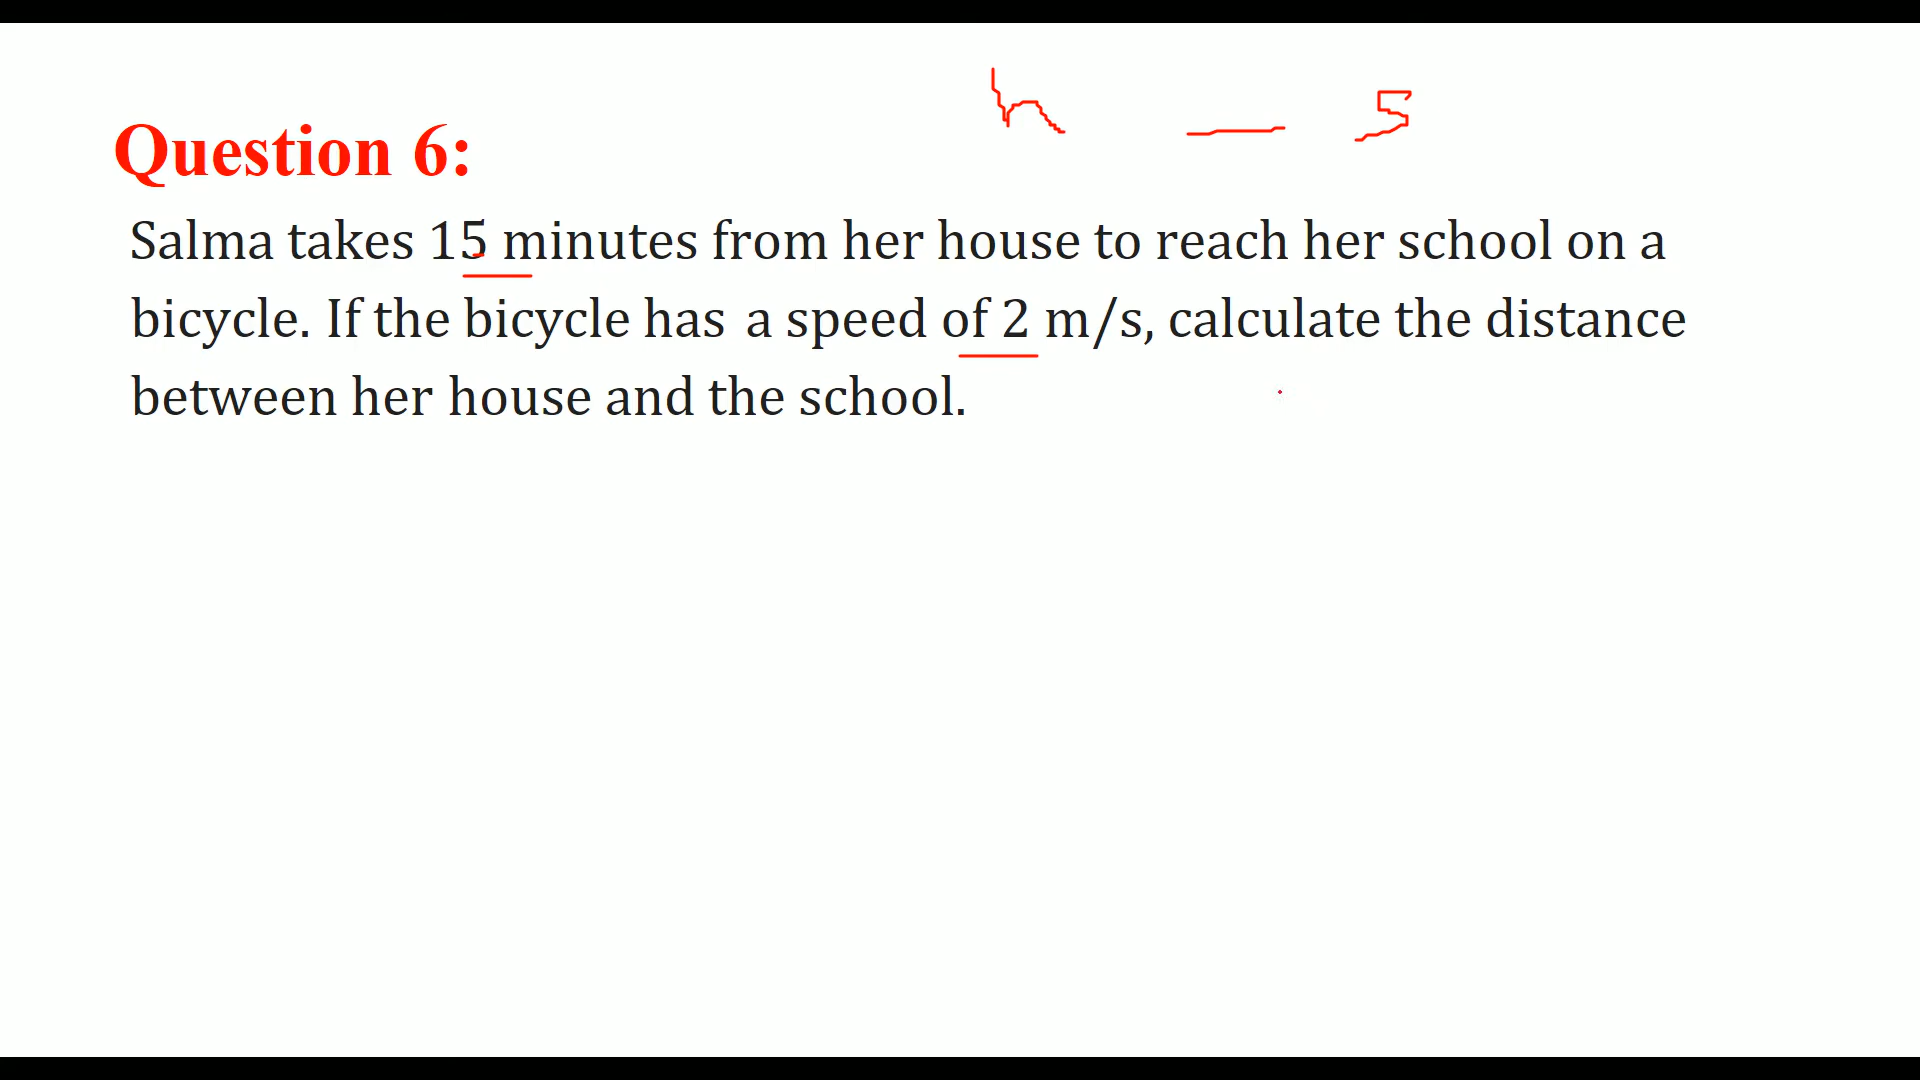 h — S
Question 6:
Salma takes 15 minutes from her house to reach her school on a
bicycle. If the bicycle has a speed of 2 m/s, calculate the distance
between her house and the school.